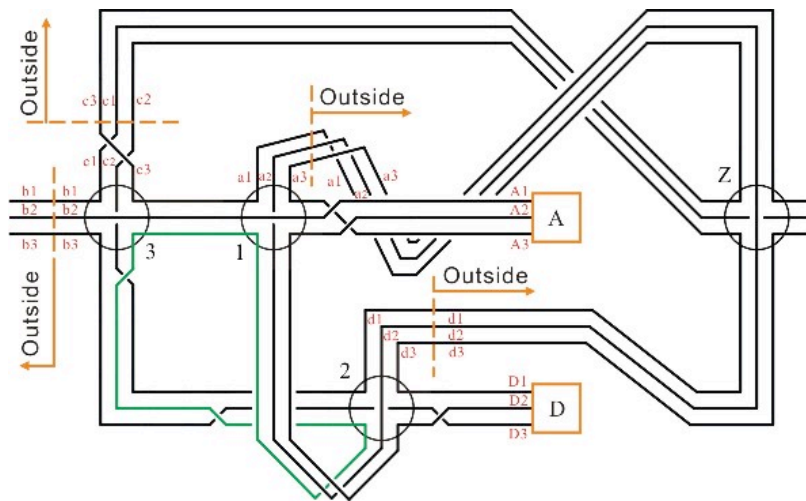 Outside
c3 c1 c2
Outside
c1 c2 c3
a1 a2 a3 a1 a2 a3
b1 b1
b2 b2
b3 b3
3
1
A1
A2
A3
A
Z
Outside
Outside
d1 d1
d2 d2
d3 d3
2
D1
D2
D3
D